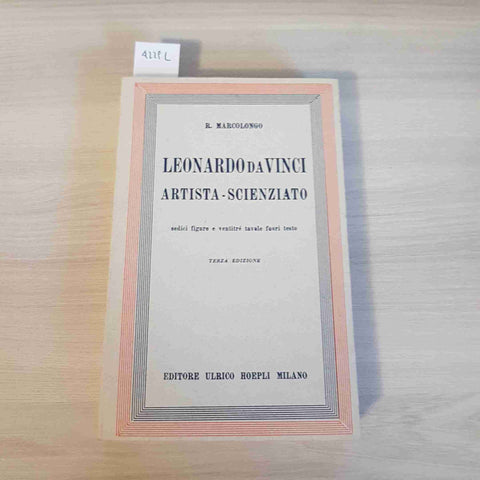 R. MARCOLONGO
LEONARDO DA VINCI
ARTISTA-SCIENZIATO
sedici figure e ventitré tavole fuori testo
TERZA EDIZIONE
EDITORE ULRICO HOEPLI MILANO